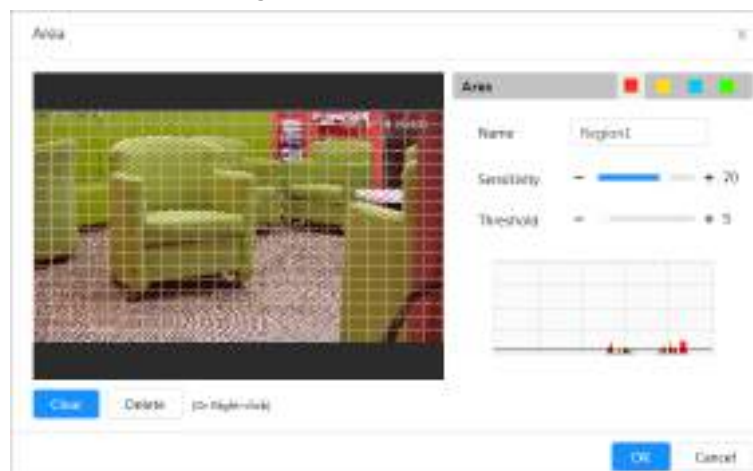 Area
Area
Name
Region1
Sensitivity
- + 70
Threshold
- + 5
Clear
Delete
(Or Right-click)
OK
Cancel